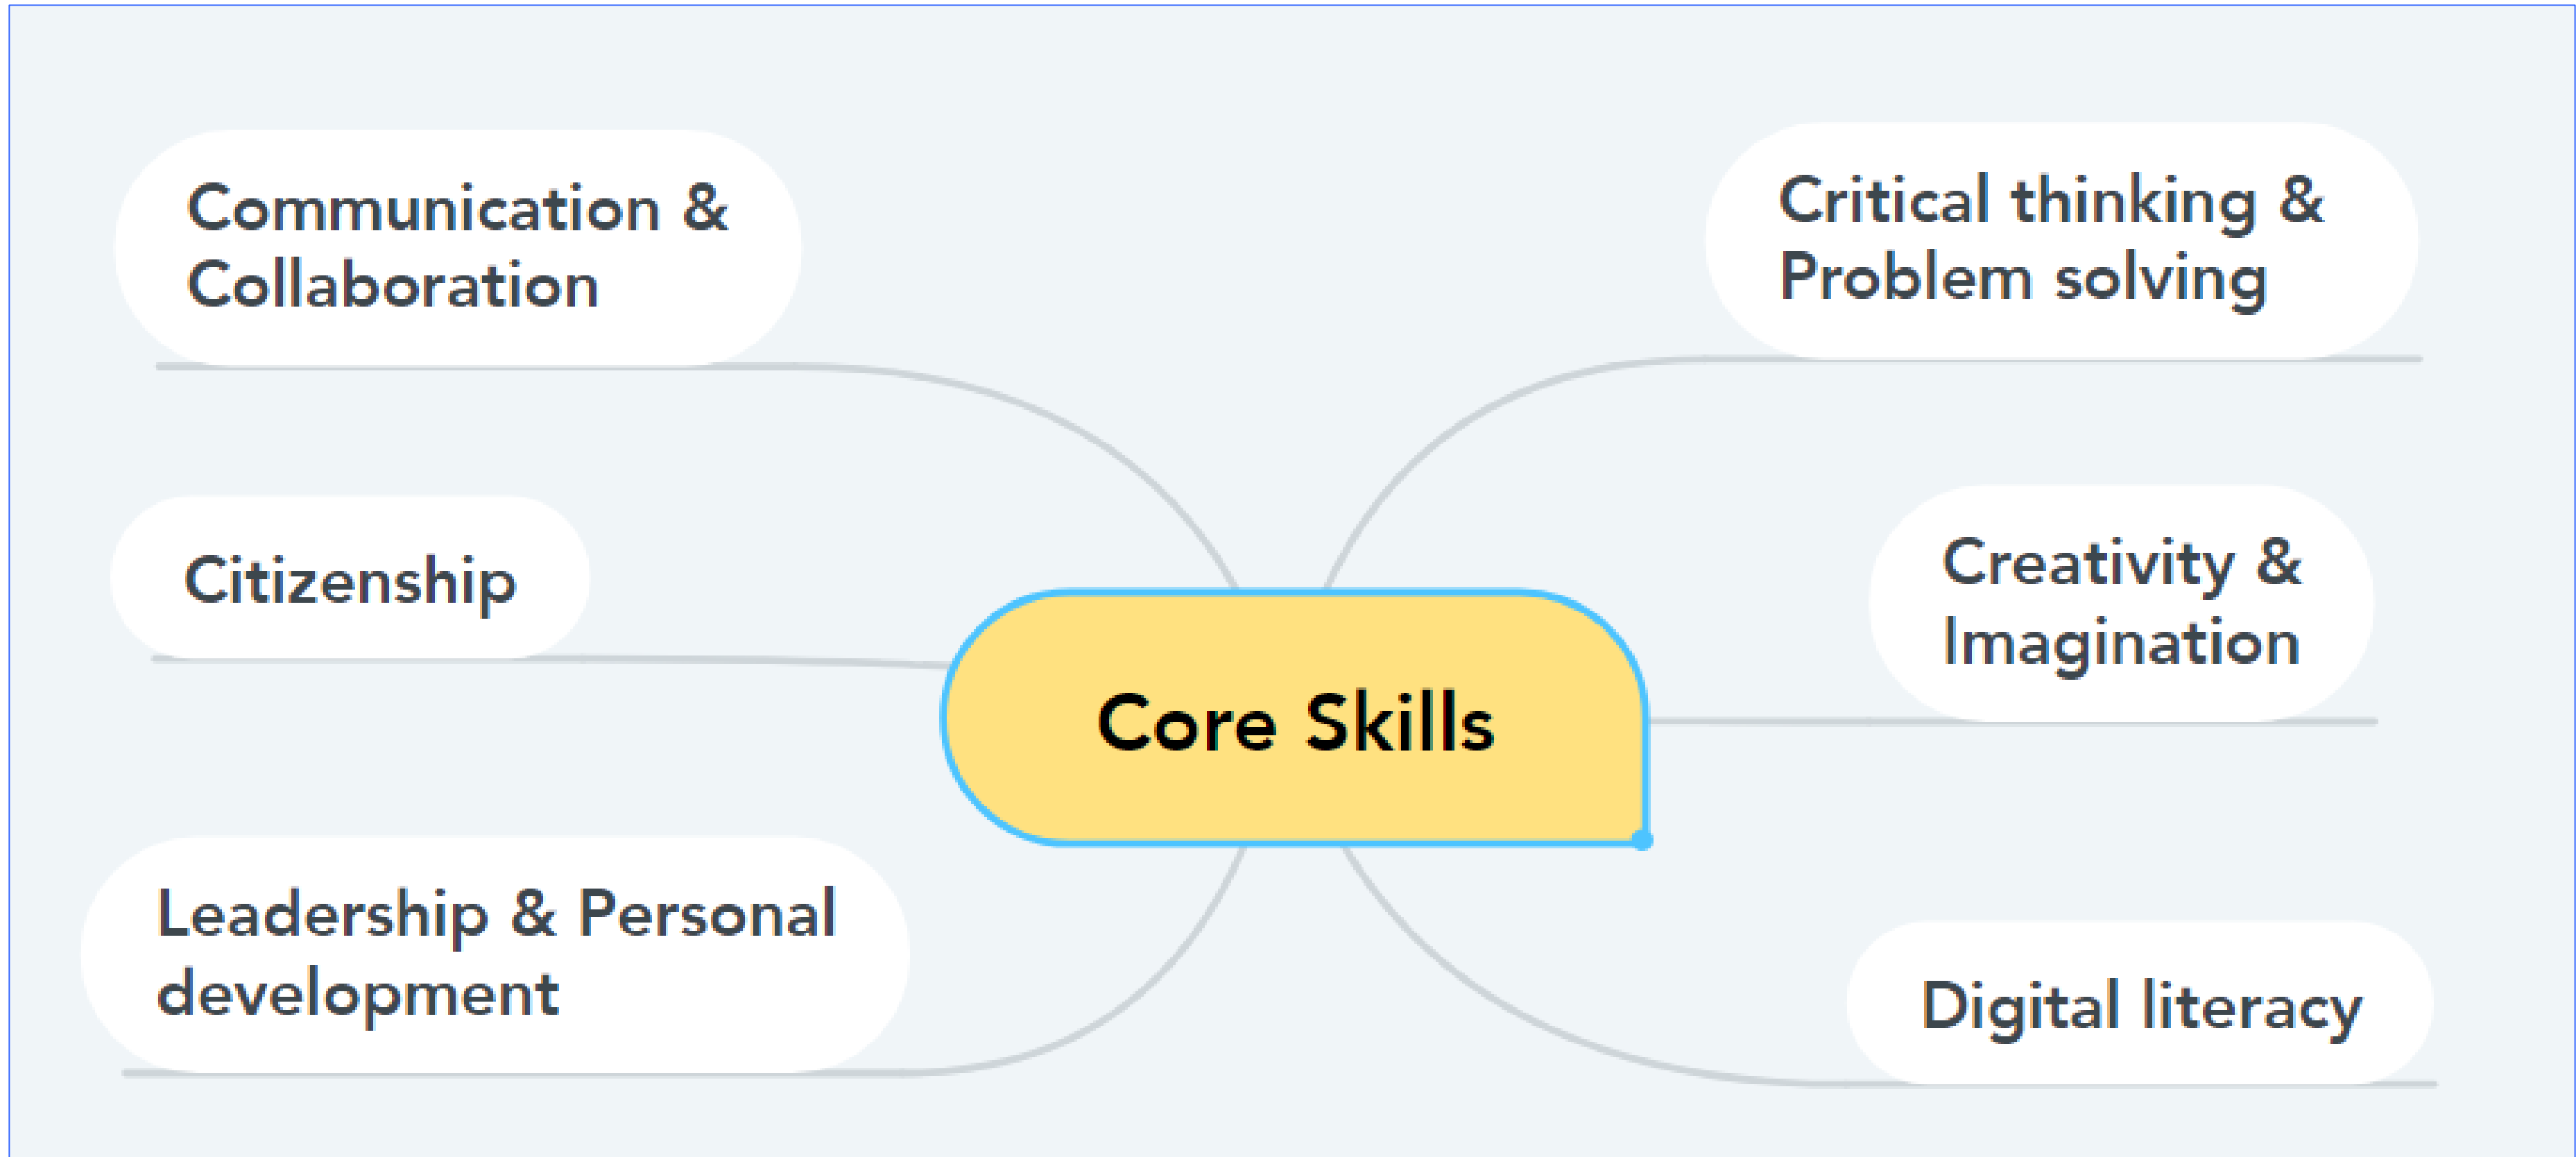 Communication &
Collaboration
Citizenship
Leadership & Personal
development
Core Skills
Critical thinking &
Problem solving
Creativity &
Imagination
Digital literacy